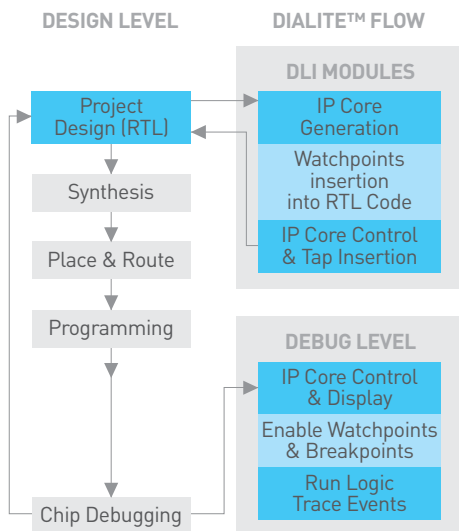 DESIGN LEVEL
DIALITE™ FLOW
DLI MODULES
Project
Design (RTL)
IP Core
Generation
Watchpoints
insertion
into RTL Code
IP Core Control
& Tap Insertion
Synthesis
Place & Route
Programming
DEBUG LEVEL
IP Core Control
& Display
Enable Watchpoints
& Breakpoints
Run Logic
Trace Events
Chip Debugging